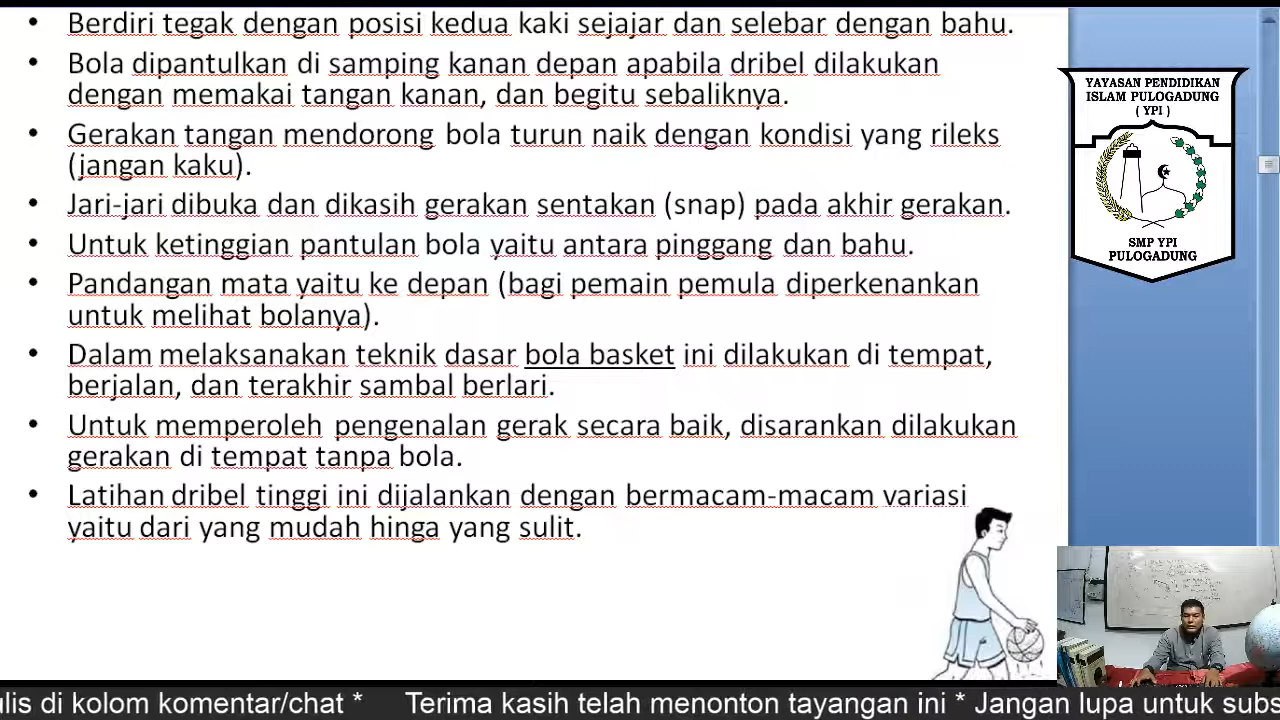 • Berdiri tegak dengan posisi kedua kaki sejajar dan selebar dengan bahu.
• Bola dipantulkan di samping kanan depan apabila dribel dilakukan
dengan memakai tangan kanan, dan begitu sebaliknya.
• Gerakan tangan mendorong bola turun naik dengan kondisi yang rileks
(jangan kaku).
• Jari-jari dibuka dan dikasih gerakan sentakan (snap) pada akhir gerakan.
• Untuk ketinggian pantulan bola yaitu antara pinggang dan bahu.
• Pandangan mata yaitu ke depan (bagi pemain pemula diperkenankan
untuk melihat bolanya).
• Dalam melaksanakan teknik dasar bola basket ini dilakukan di tempat,
berjalan, dan terakhir sambal berlari.
• Untuk memperoleh pengenalan gerak secara baik, disarankan dilakukan
gerakan di tempat tanpa bola.
• Latihan dribel tinggi ini dijalankan dengan bermacam-macam variasi
yaitu dari yang mudah hinga yang sulit.
YAYASAN PENDIDIKAN
ISLAM PULOGADUNG
( YPI )
SMP YPI
PULOGADUNG
ulis di kolom komentar/chat * Terima kasih telah menonton tayangan ini * Jangan lupa untuk subs